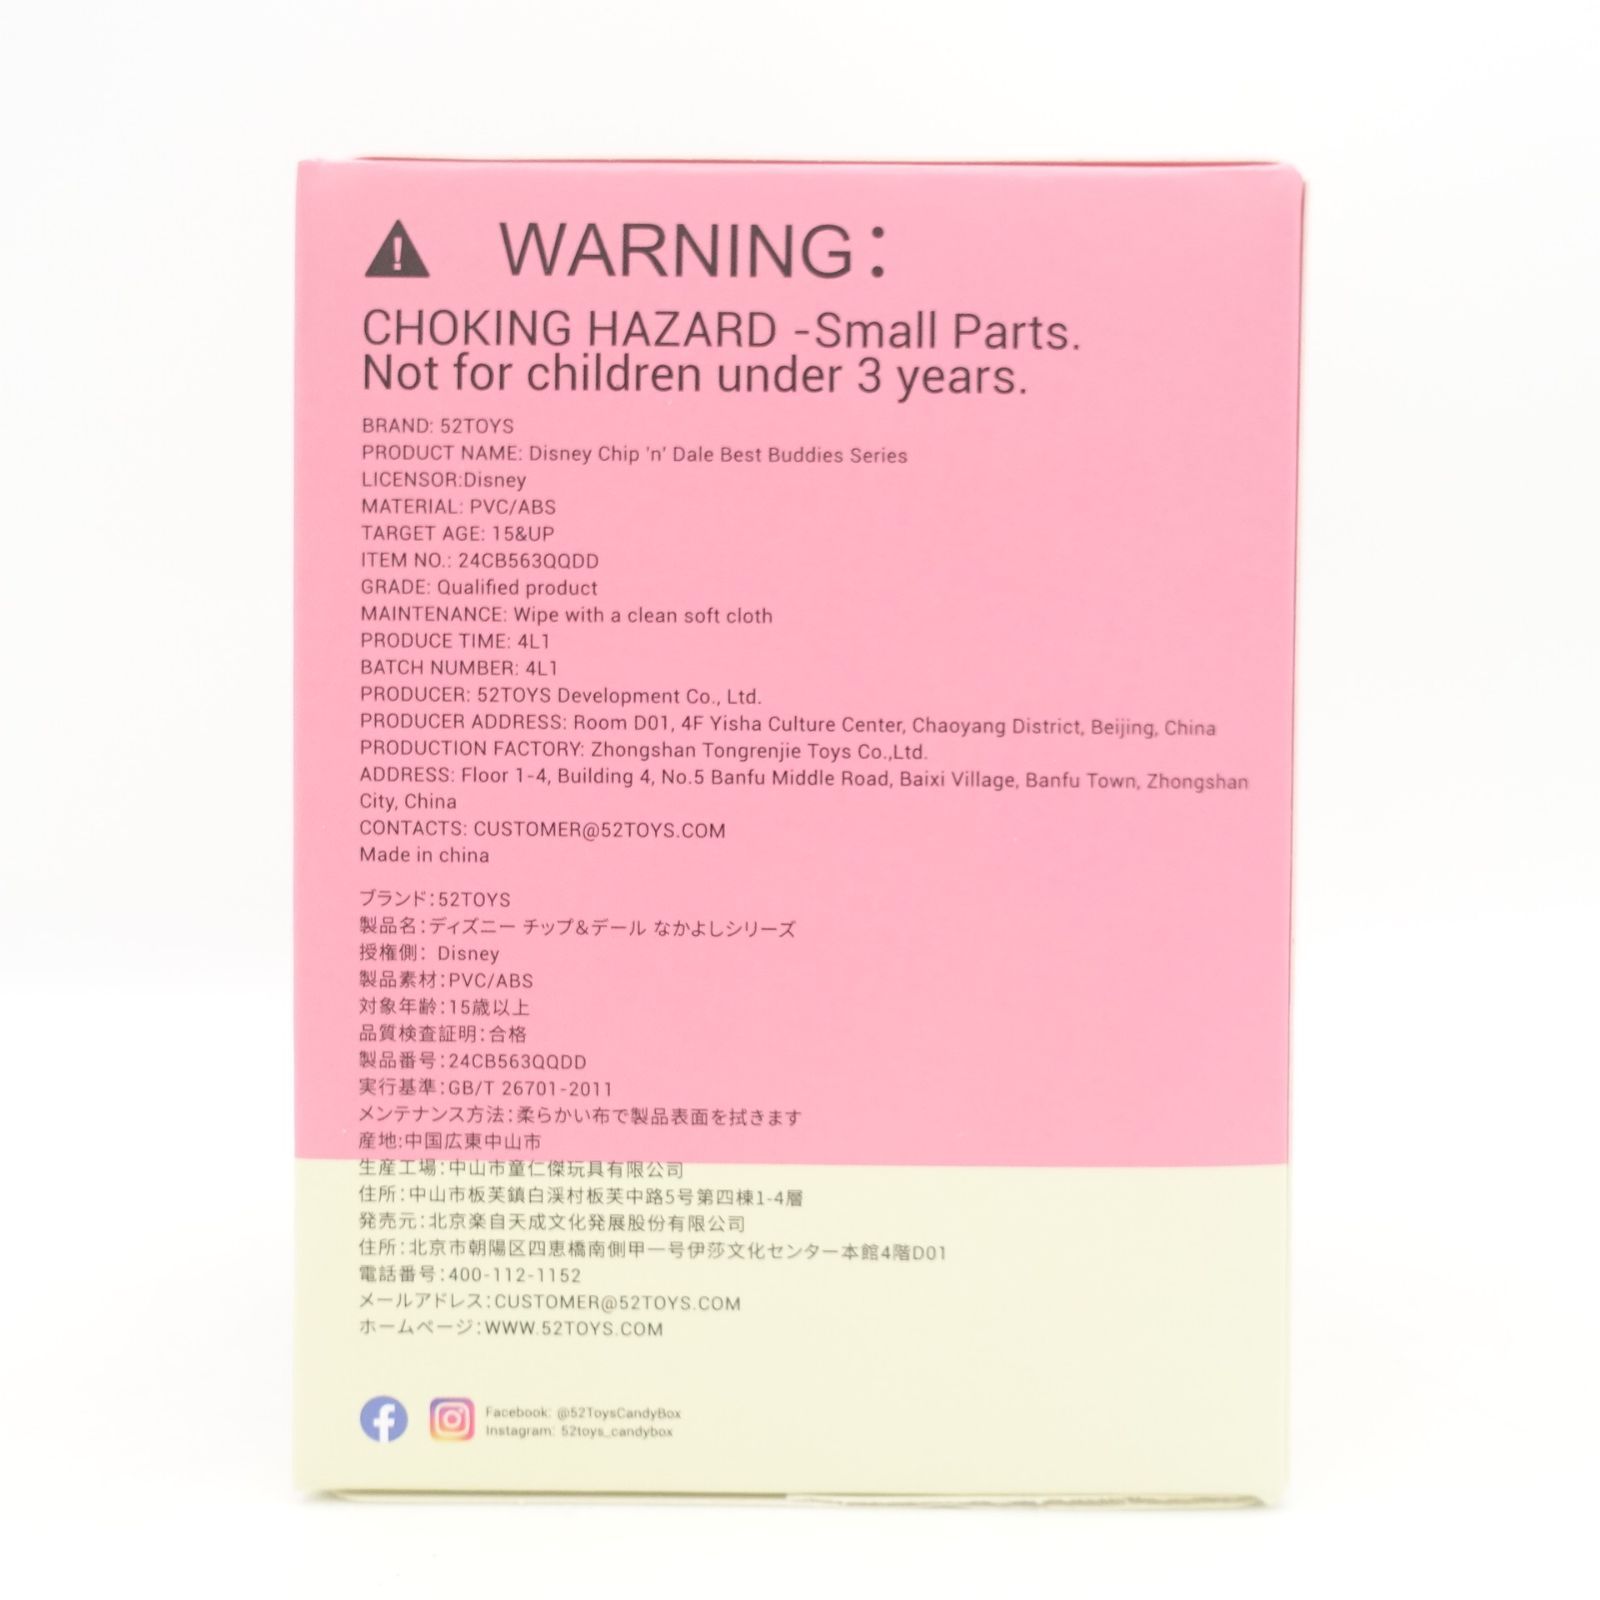 WARNING：
CHOKING HAZARD -Small Parts.
Not for children under 3 years.
BRAND: 52TOYS
PRODUCT NAME: Disney Chip 'n' Dale Best Buddies Series
LICENSOR:Disney
MATERIAL: PVC/ABS
TARGET AGE: 15&UP
ITEM NO.: 24CB563QQDD
GRADE: Qualified product
MAINTENANCE: Wipe with a clean soft cloth
PRODUCE TIME: 4L1
BATCH NUMBER: 4L1
PRODUCER: 52TOYS Development Co., Ltd.
PRODUCER ADDRESS: Room D01, 4F Yisha Culture Center, Chaoyang District, Beijing, China
PRODUCTION FACTORY: Zhongshan Tongrenjie Toys Co.,Ltd.
ADDRESS: Floor 1-4, Building 4, No.5 Banfu Middle Road, Baixi Village, Banfu Town, Zhongshan
City, China
CONTACTS: CUSTOMER@52TOYS.COM
Made in china
ブランド：52TOYS
製品名：ディズニー チップ&デール なかよしシリーズ
授権側： Disney
製品素材：PVC/ABS
対象年齢：15歳以上
品質検査証明：合格
製品番号：24CB563QQDD
実行基準：GB/T 26701-2011
メンテナンス方法：柔らかい布で製品表面を拭きます
産地:中国広東中山市
生産工場：中山市童仁傑玩具有限公司
住所：中山市板芙鎮白渓村板芙中路5号第四棟1-4層
発売元：北京楽自天成文化発展股份有限公司
住所：北京市朝陽区四恵橋南側甲一号伊莎文化センター本館4階D01
電話番号：400-112-1152
メールアドレス：CUSTOMER@52TOYS.COM
ホームページ：WWW.52TOYS.COM
Facebook: @52ToysCandyBox
Instagram: 52toys_candybox